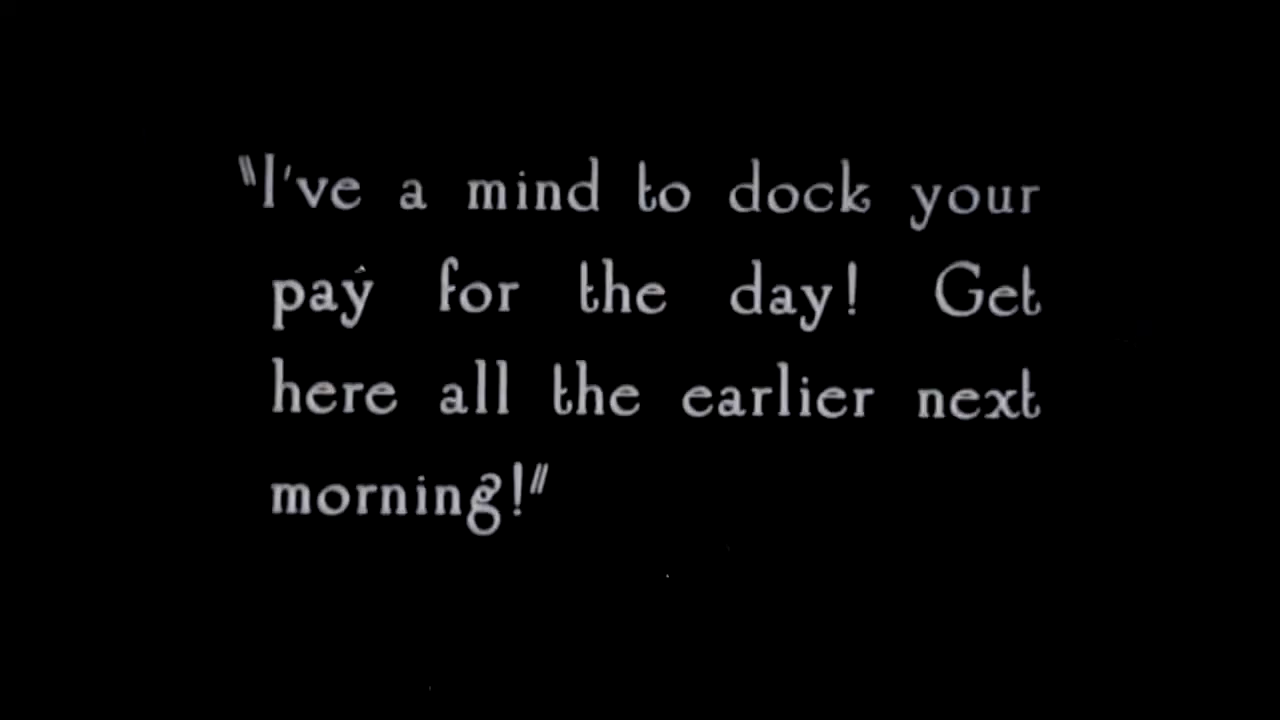 "I've a mind to dock your
pay for the day! Get
here all the earlier next
morning!"